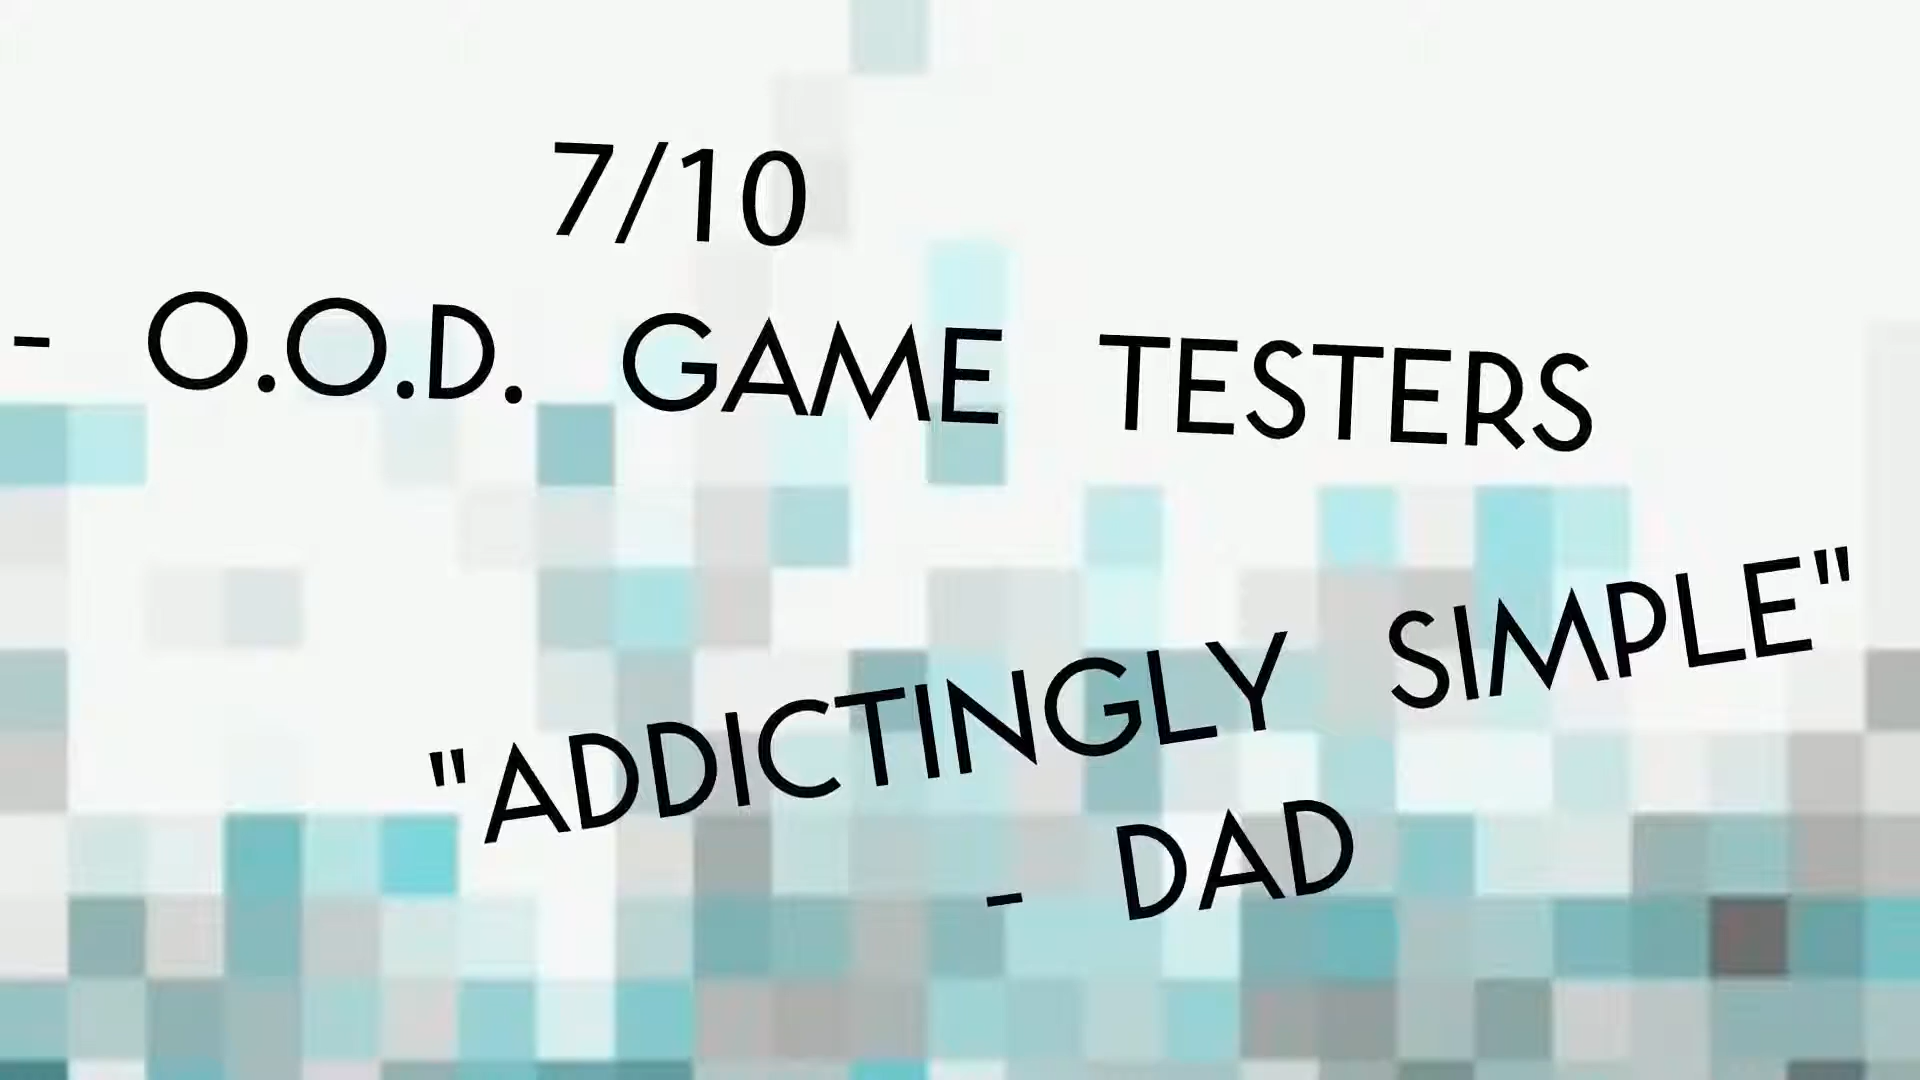 7/10
- O.O.D. GAME TESTERS
"ADDICTINGLY SIMPLE"
- DAD